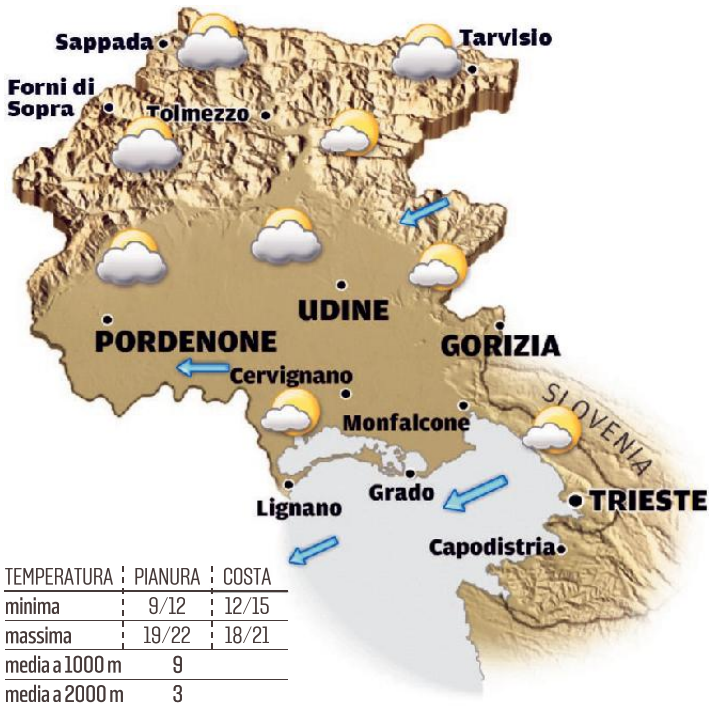 Sappada
Tarvisio
Forni di
Sopra
Tolmezzo
UDINE
PORDENONE
GORIZIA
Cervignano
SLOVENIA
Monfalcone
Grado
Lignano
TRIESTE
Capodistria
TEMPERATURA PIANURA COSTA
minima 9/12 12/15
massima 19/22 18/21
media a 1000 m 9
media a 2000 m 3